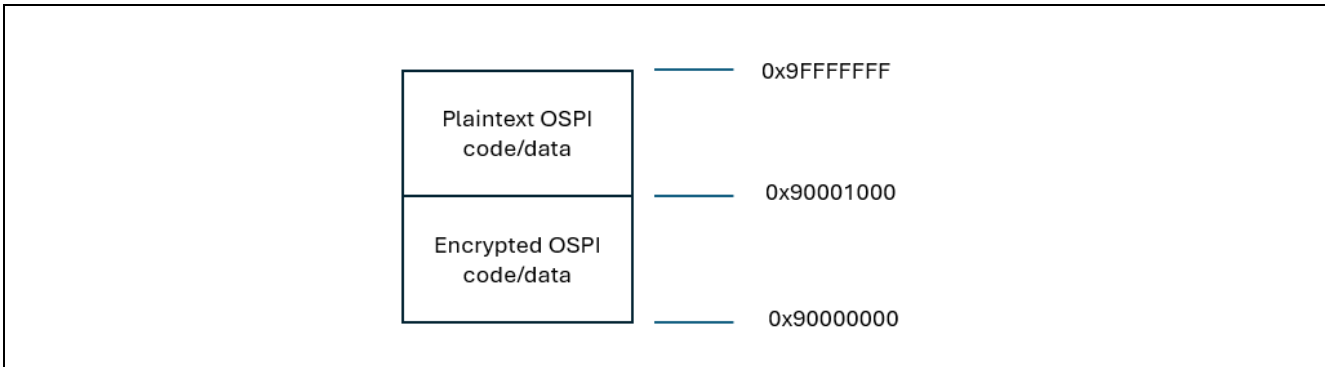 0x9FFFFFFF
Plaintext OSPI
code/data
0x90001000
Encrypted OSPI
code/data
0x90000000